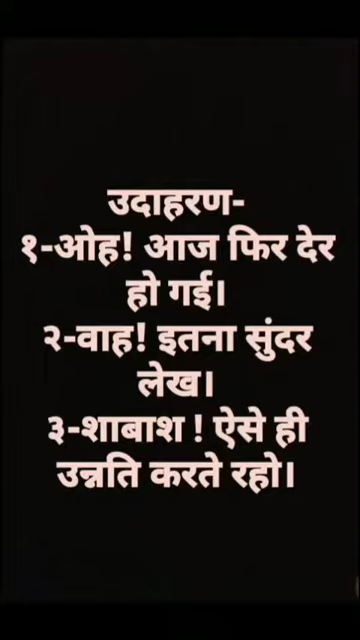 उदाहरण-
१-ओह! आज फिर देर
हो गई।
२-वाह! इतना सुंदर
लेख।
३-शाबाश ! ऐसे ही
उन्नति करते रहो।